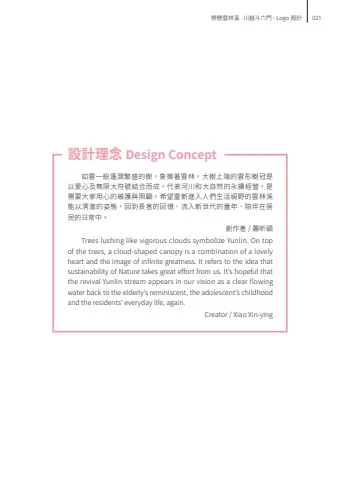 戀戀雲林溪 川越斗六門 - Logo 設計 021
設計理念 Design Concept
如雲一般蓬潤繁盛的樹，象徵著雲林。大樹上端的雲形樹冠是
以愛心及無限大符號結合而成，代表河川和大自然的永續經營，是
需要大家用心的維護與照顧。希望重新進入人們生活視野的雲林溪
能以清澈的姿態，回到長者的回憶、流入新世代的童年、陪伴在居
民的日常中。
創作者 / 蕭昕穎
Trees lushing like vigorous clouds symbolize Yunlin. On top
of the trees, a cloud-shaped canopy is a combination of a lovely
heart and the image of infinite greatness. It refers to the idea that
sustainability of Nature takes great effort from us. It's hopeful that
the revival Yunlin stream appears in our vision as a clear flowing
water back to the elderly's reminiscent, the adolescent's childhood
and the residents' everyday life, again.
Creator / Xiao Xin-ying